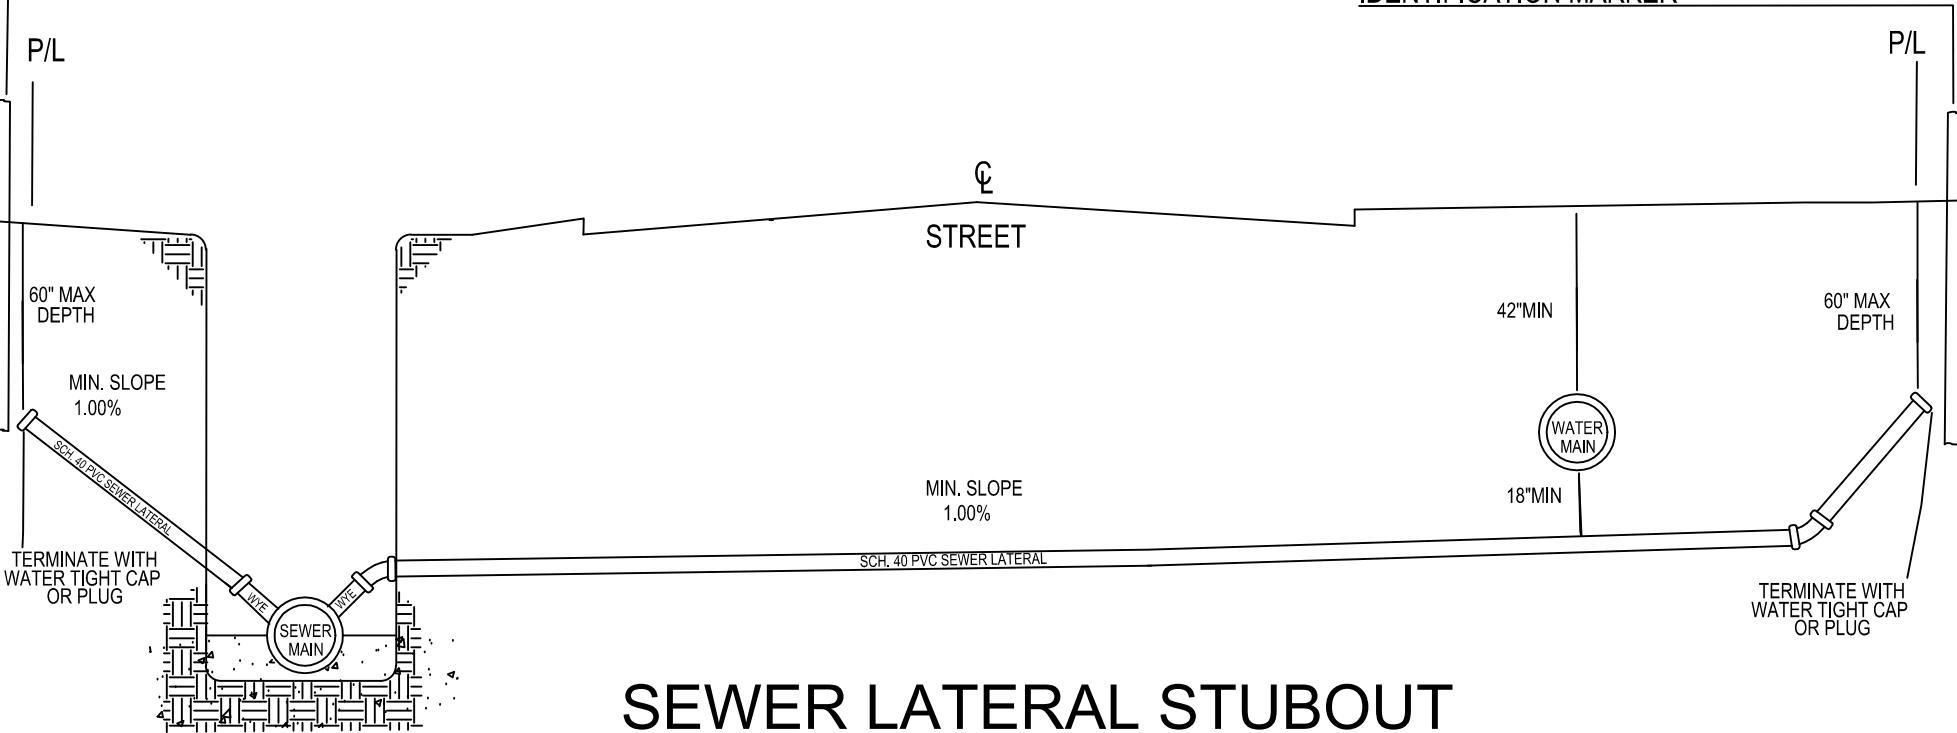 IDENTIFICATION MARKER
P/L
P/L
℄
STREET
60" MAX
DEPTH
42"MIN
60" MAX
DEPTH
MIN. SLOPE
1.00%
WATER
MAIN
SCH. 40 PVC SEWER LATERAL
MIN. SLOPE
1.00%
18"MIN
SCH. 40 PVC SEWER LATERAL
TERMINATE WITH
WATER TIGHT CAP
OR PLUG
WYE
WYE
SEWER
MAIN
TERMINATE WITH
WATER TIGHT CAP
OR PLUG
SEWER LATERAL STUBOUT